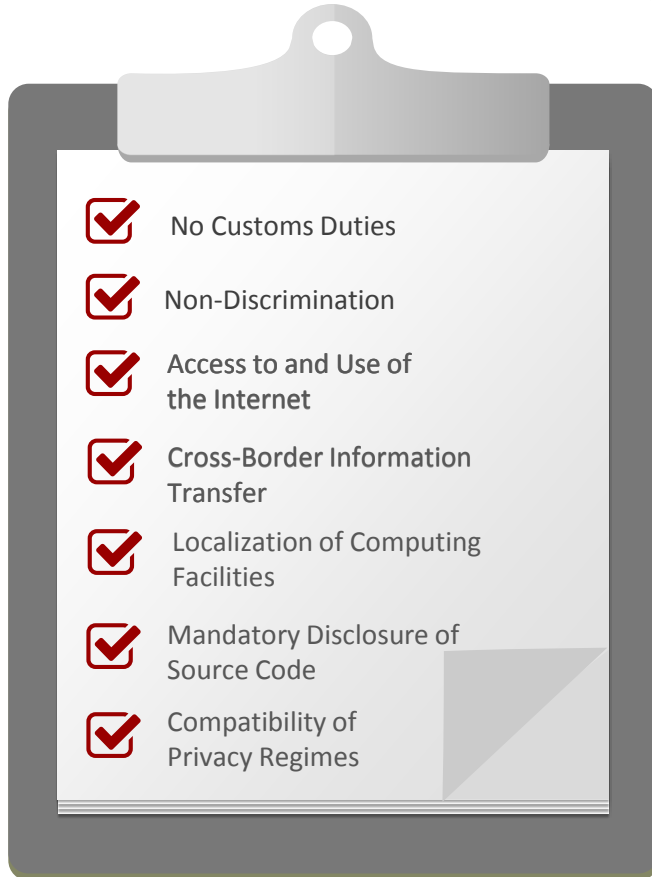 No Customs Duties
Non-Discrimination
Access to and Use of
the Internet
Cross-Border Information
Transfer
Localization of Computing
Facilities
Mandatory Disclosure of
Source Code
Compatibility of
Privacy Regimes